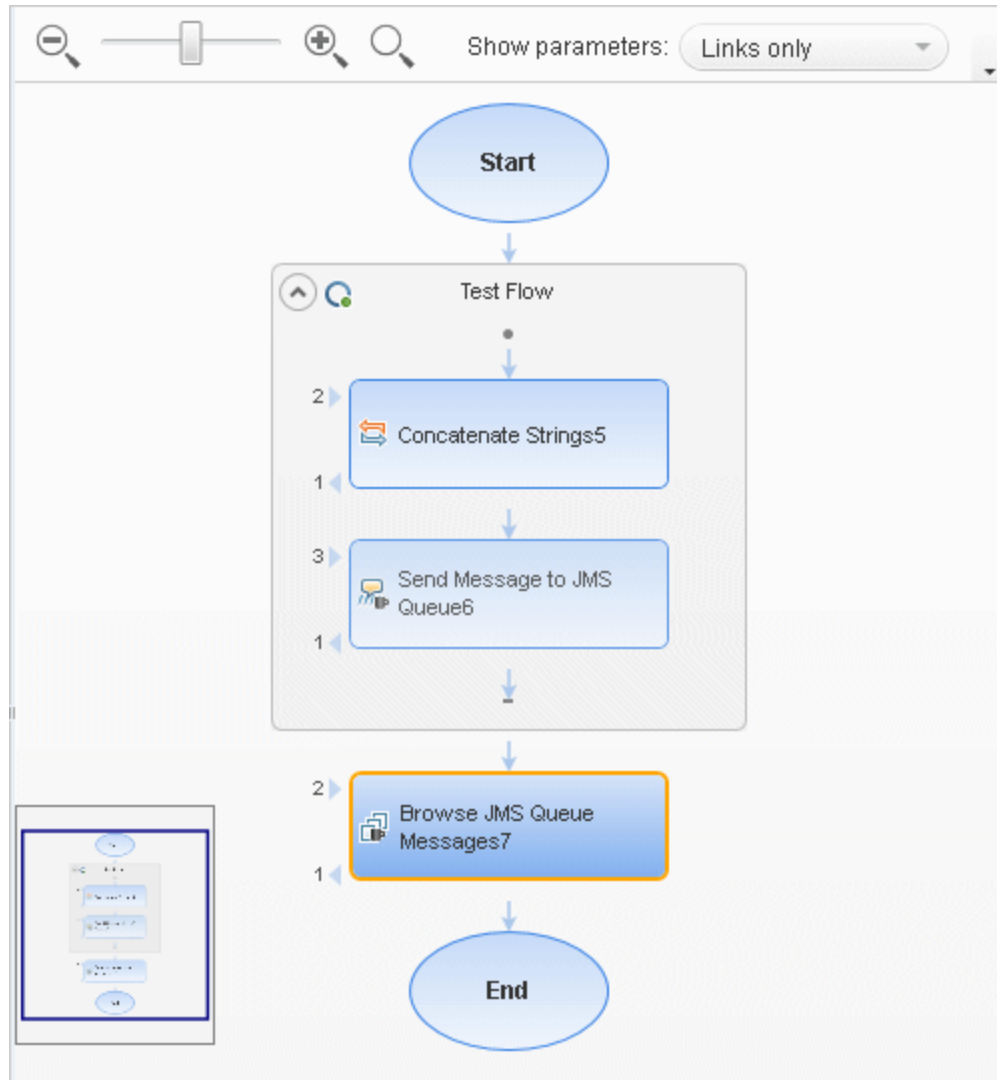 Show parameters: Links only
Start
Test Flow
2
Concatenate Strings5
1
3
Send Message to JMS
Queue6
1
2
Browse JMS Queue
Messages7
1
End